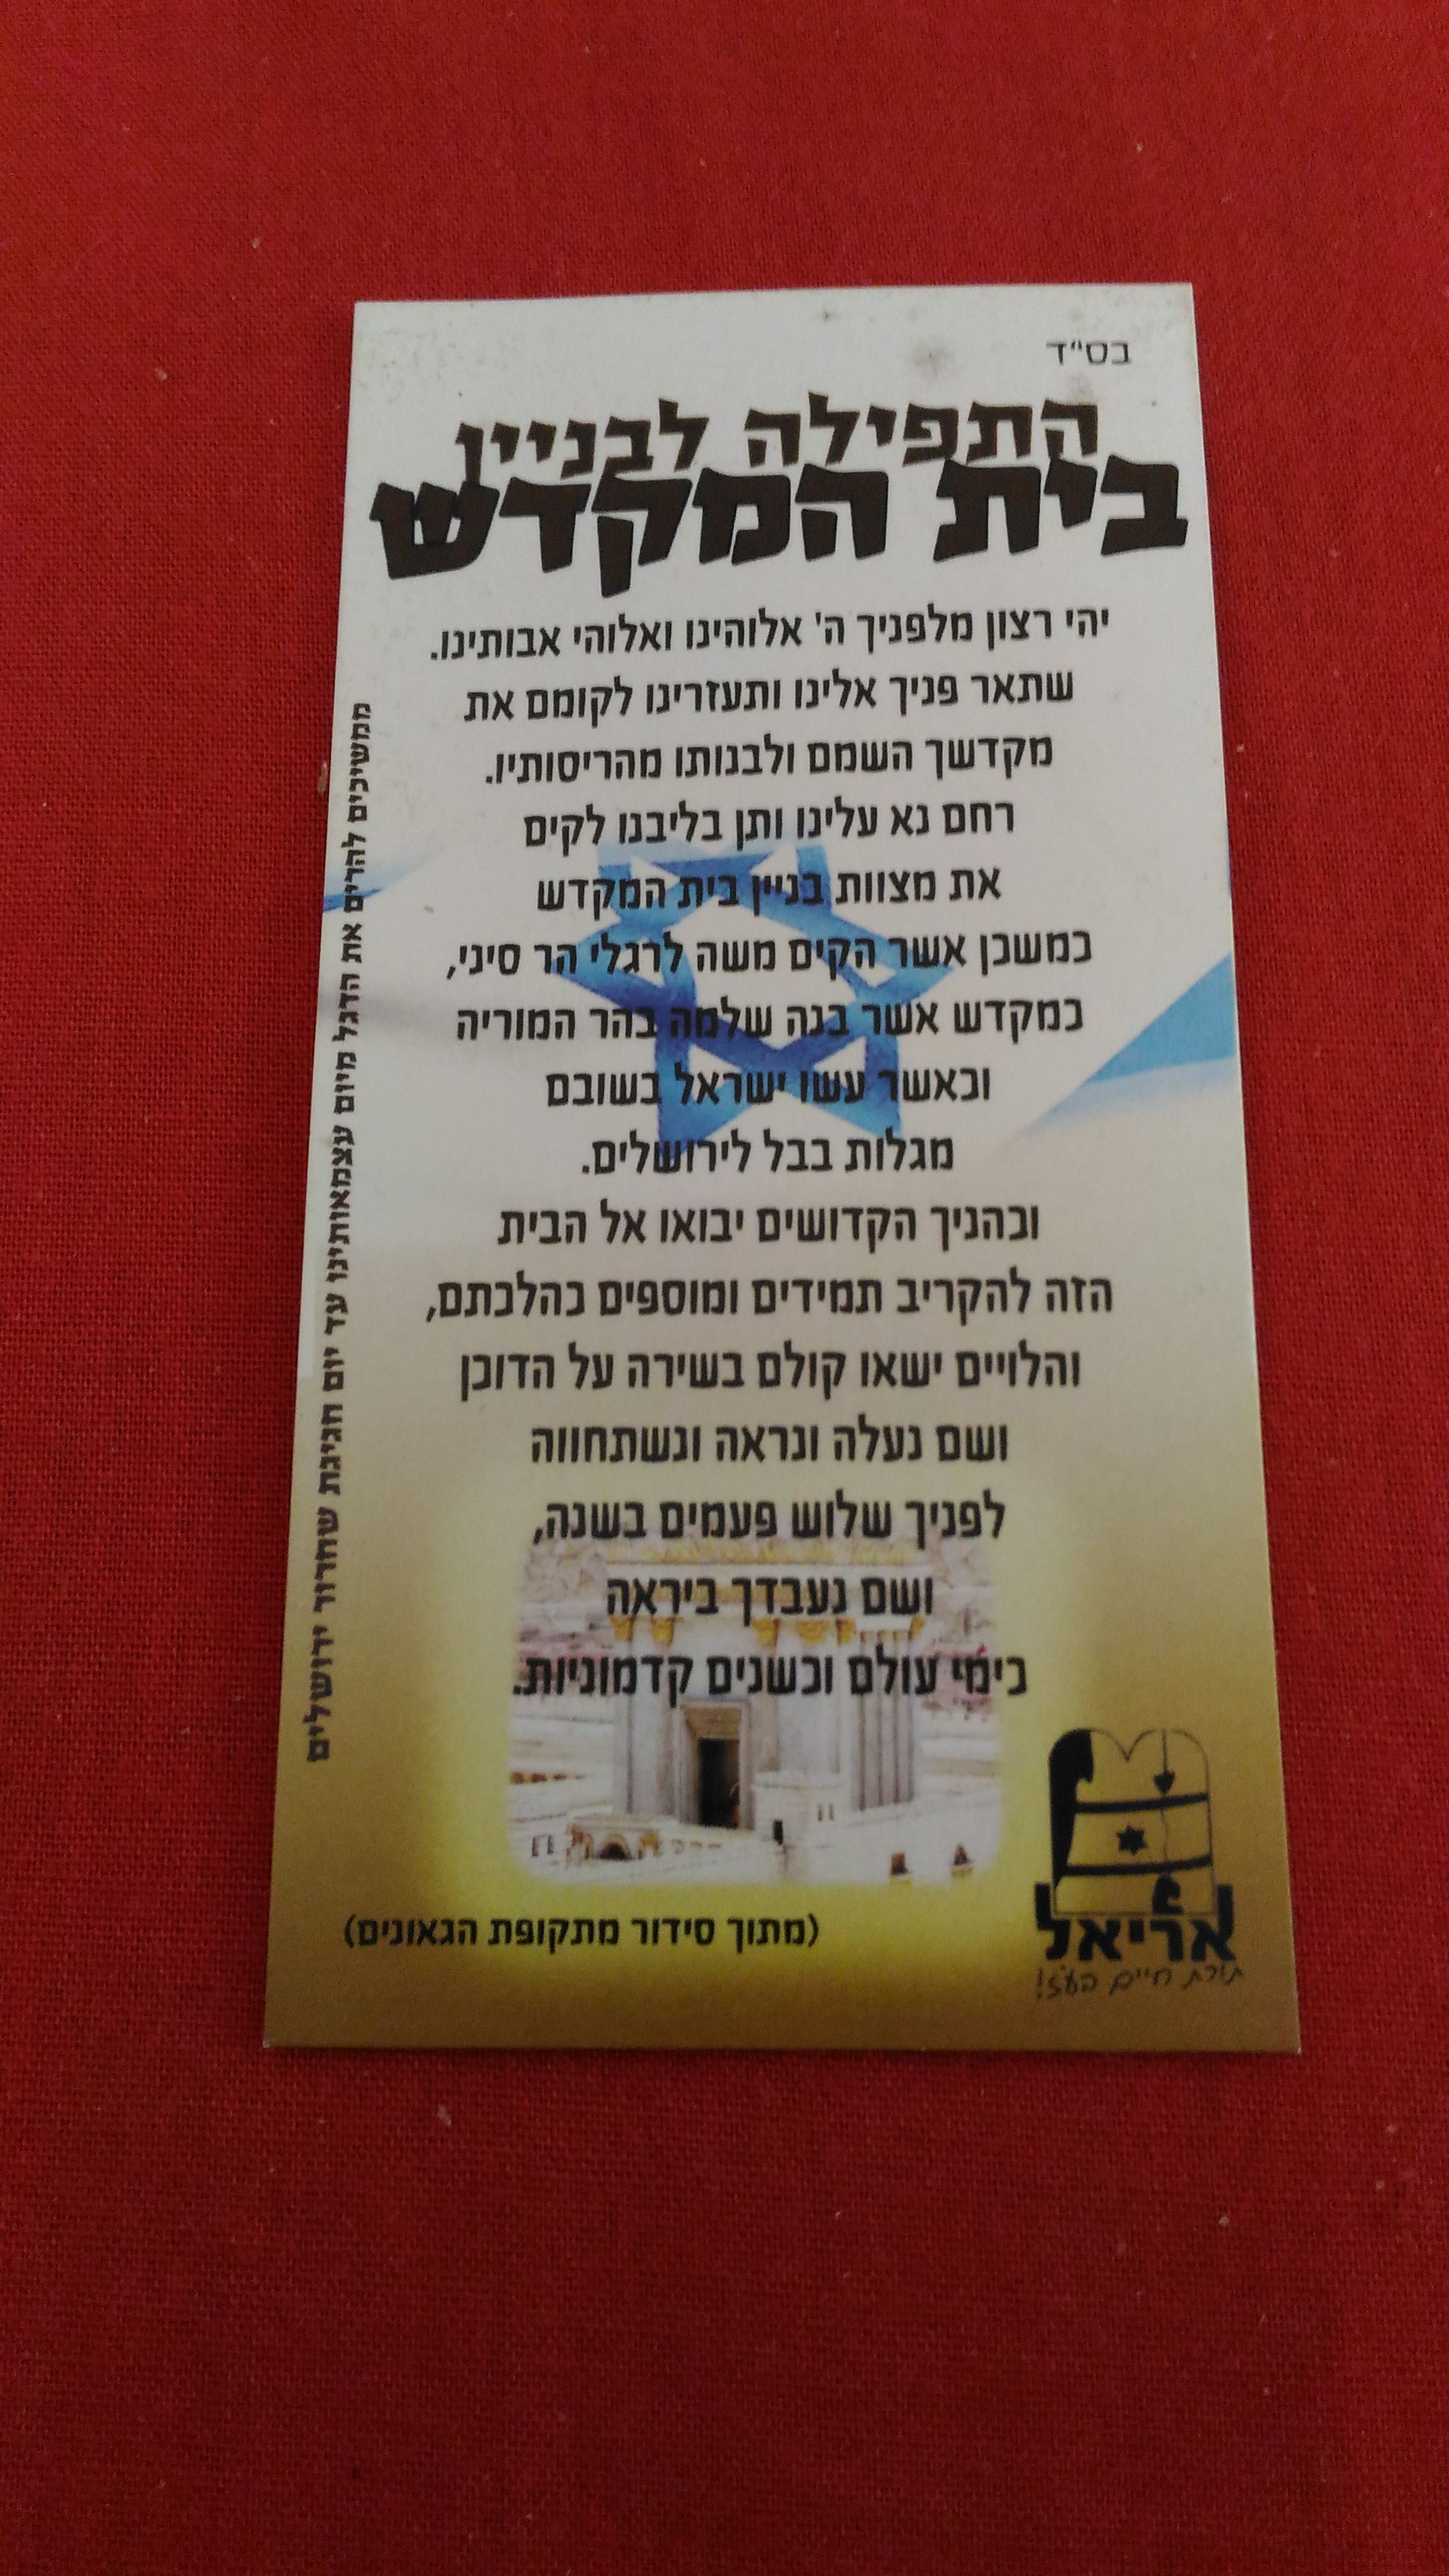 בס"ד
התפילה לבניין
בית המקדש
יהי רצון מלפניך ה' אלוהינו ואלוהי אבותינו.
שתאר פניך אלינו ותעזרינו לקומם את
מקדשך השמם ולבנותו מהריסותיו.
רחם נא עלינו ותן בליבנו לקים
את מצוות בניין בית המקדש
כמשכן אשר הקים משה לרגלי הר סיני,
כמקדש אשר בנה שלמה בהר המוריה
וכאשר עשו ישראל בשובם
מגלות בבל לירושלים.
וכהניך הקדושים יבואו אל הבית
הזה להקריב תמידים ומוספים כהלכתם,
והלויים ישאו קולם בשירה על הדוכן
ושם נעלה ונראה ונשתחווה
לפניך שלוש פעמים בשנה,
ושם נעבדך ביראה
כימי עולם וכשנים קדמוניות.
(מתוך סידור מתקופת הגאונים)
אריאל
תורת חיים בעז!
ממשיכים להרים את הדגל מיום עצמאותינו עד יום חגיגת שחרור ירושלים